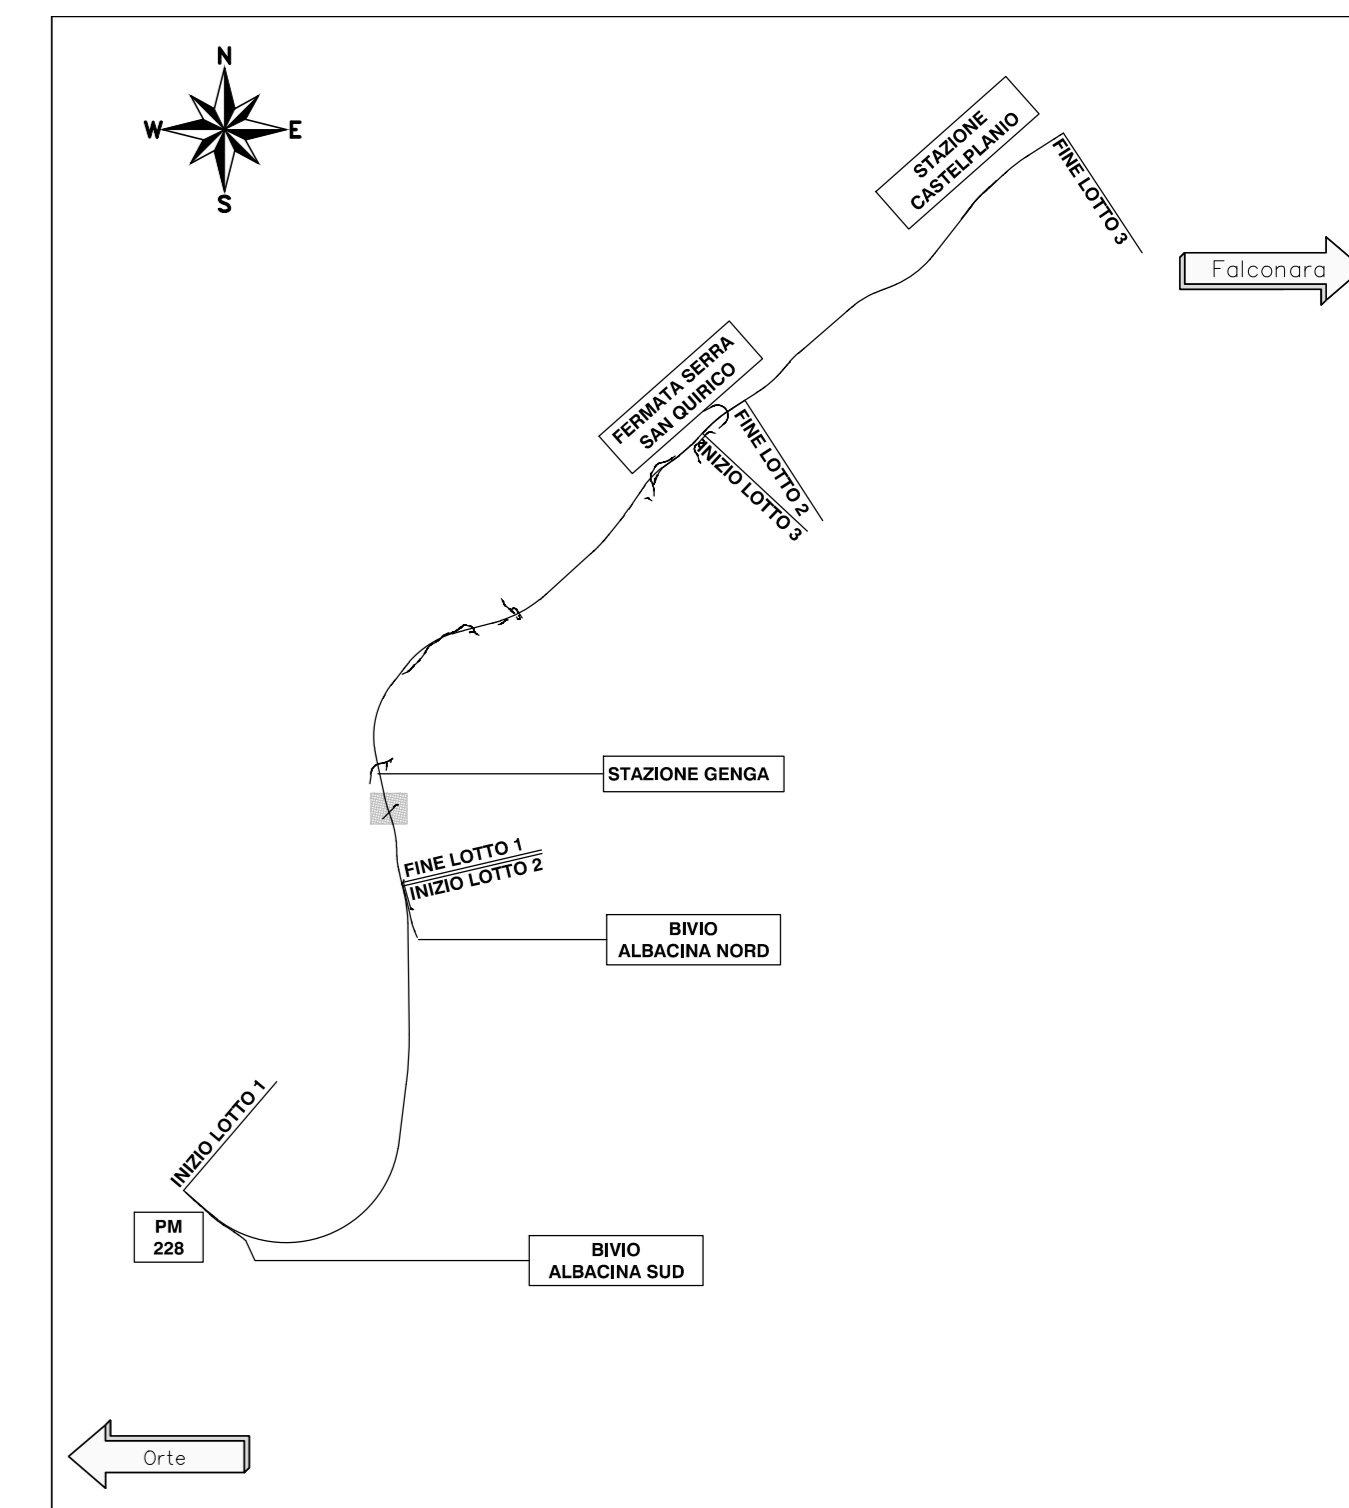 N
W
E
S
STAZIONE
CASTELPLANIO
FINE LOTTO 3
Falconara
FERMATA SERRA
SAN QUIRICO
FINE LOTTO 2
INIZIO LOTTO 3
STAZIONE GENGA
FINE LOTTO 1
INIZIO LOTTO 2
BIVIO
ALBACINA NORD
INIZIO LOTTO 1
PM
228
BIVIO
ALBACINA SUD
Orte